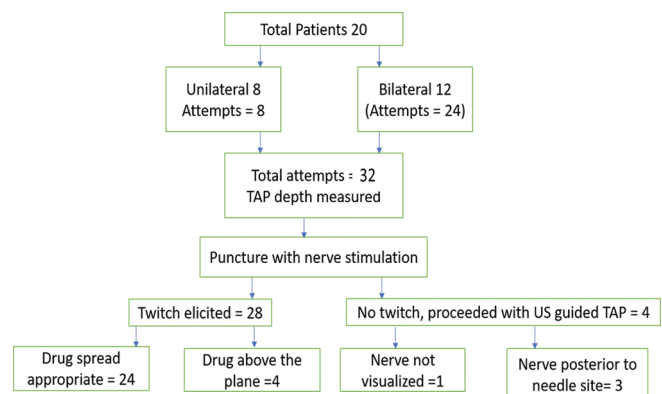 Total Patients 20
Unilateral 8
Attempts = 8
Bilateral 12
(Attempts = 24)
Total attempts = 32
TAP depth measured
Puncture with nerve stimulation
Twitch elicited = 28
No twitch, proceeded with US guided TAP = 4
Drug spread
appropriate = 24
Drug above the
plane =4
Nerve not
visualized =1
Nerve posterior to
needle site= 3